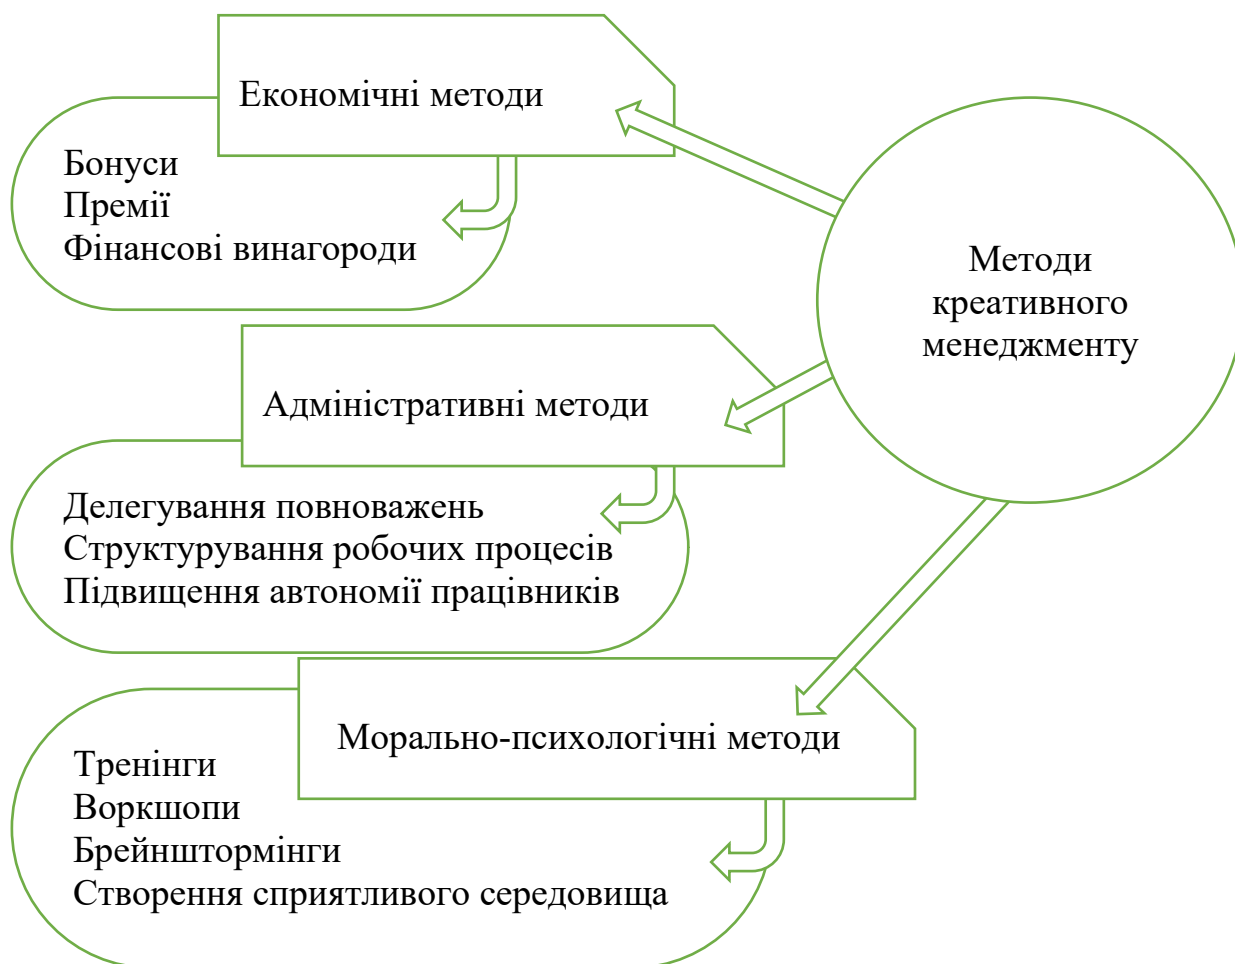 Економічні методи
Бонуси
Премії
Фінансові винагороди
Методи
креативного
менеджменту
Адміністративні методи
Делегування повноважень
Структурування робочих процесів
Підвищення автономії працівників
Морально-психологічні методи
Тренінги
Воркшопи
Брейнштормінги
Створення сприятливого середовища